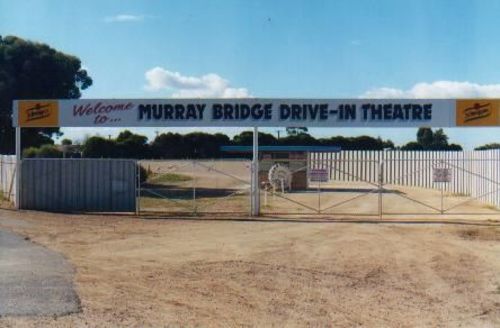 Welcome
to...
MURRAY BRIDGE DRIVE-IN THEATRE